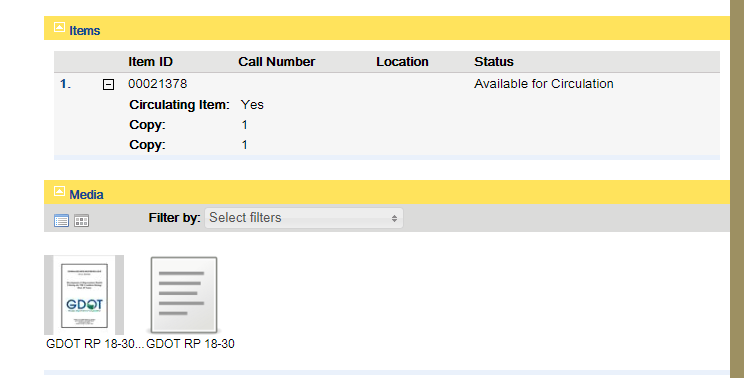 Items
Item ID Call Number Location Status
1. 00021378 Available for Circulation
Circulating Item: Yes
Copy: 1
Copy: 1
Media
Filter by: Select filters
GDOT
GDOT RP 18-30... GDOT RP 18-30